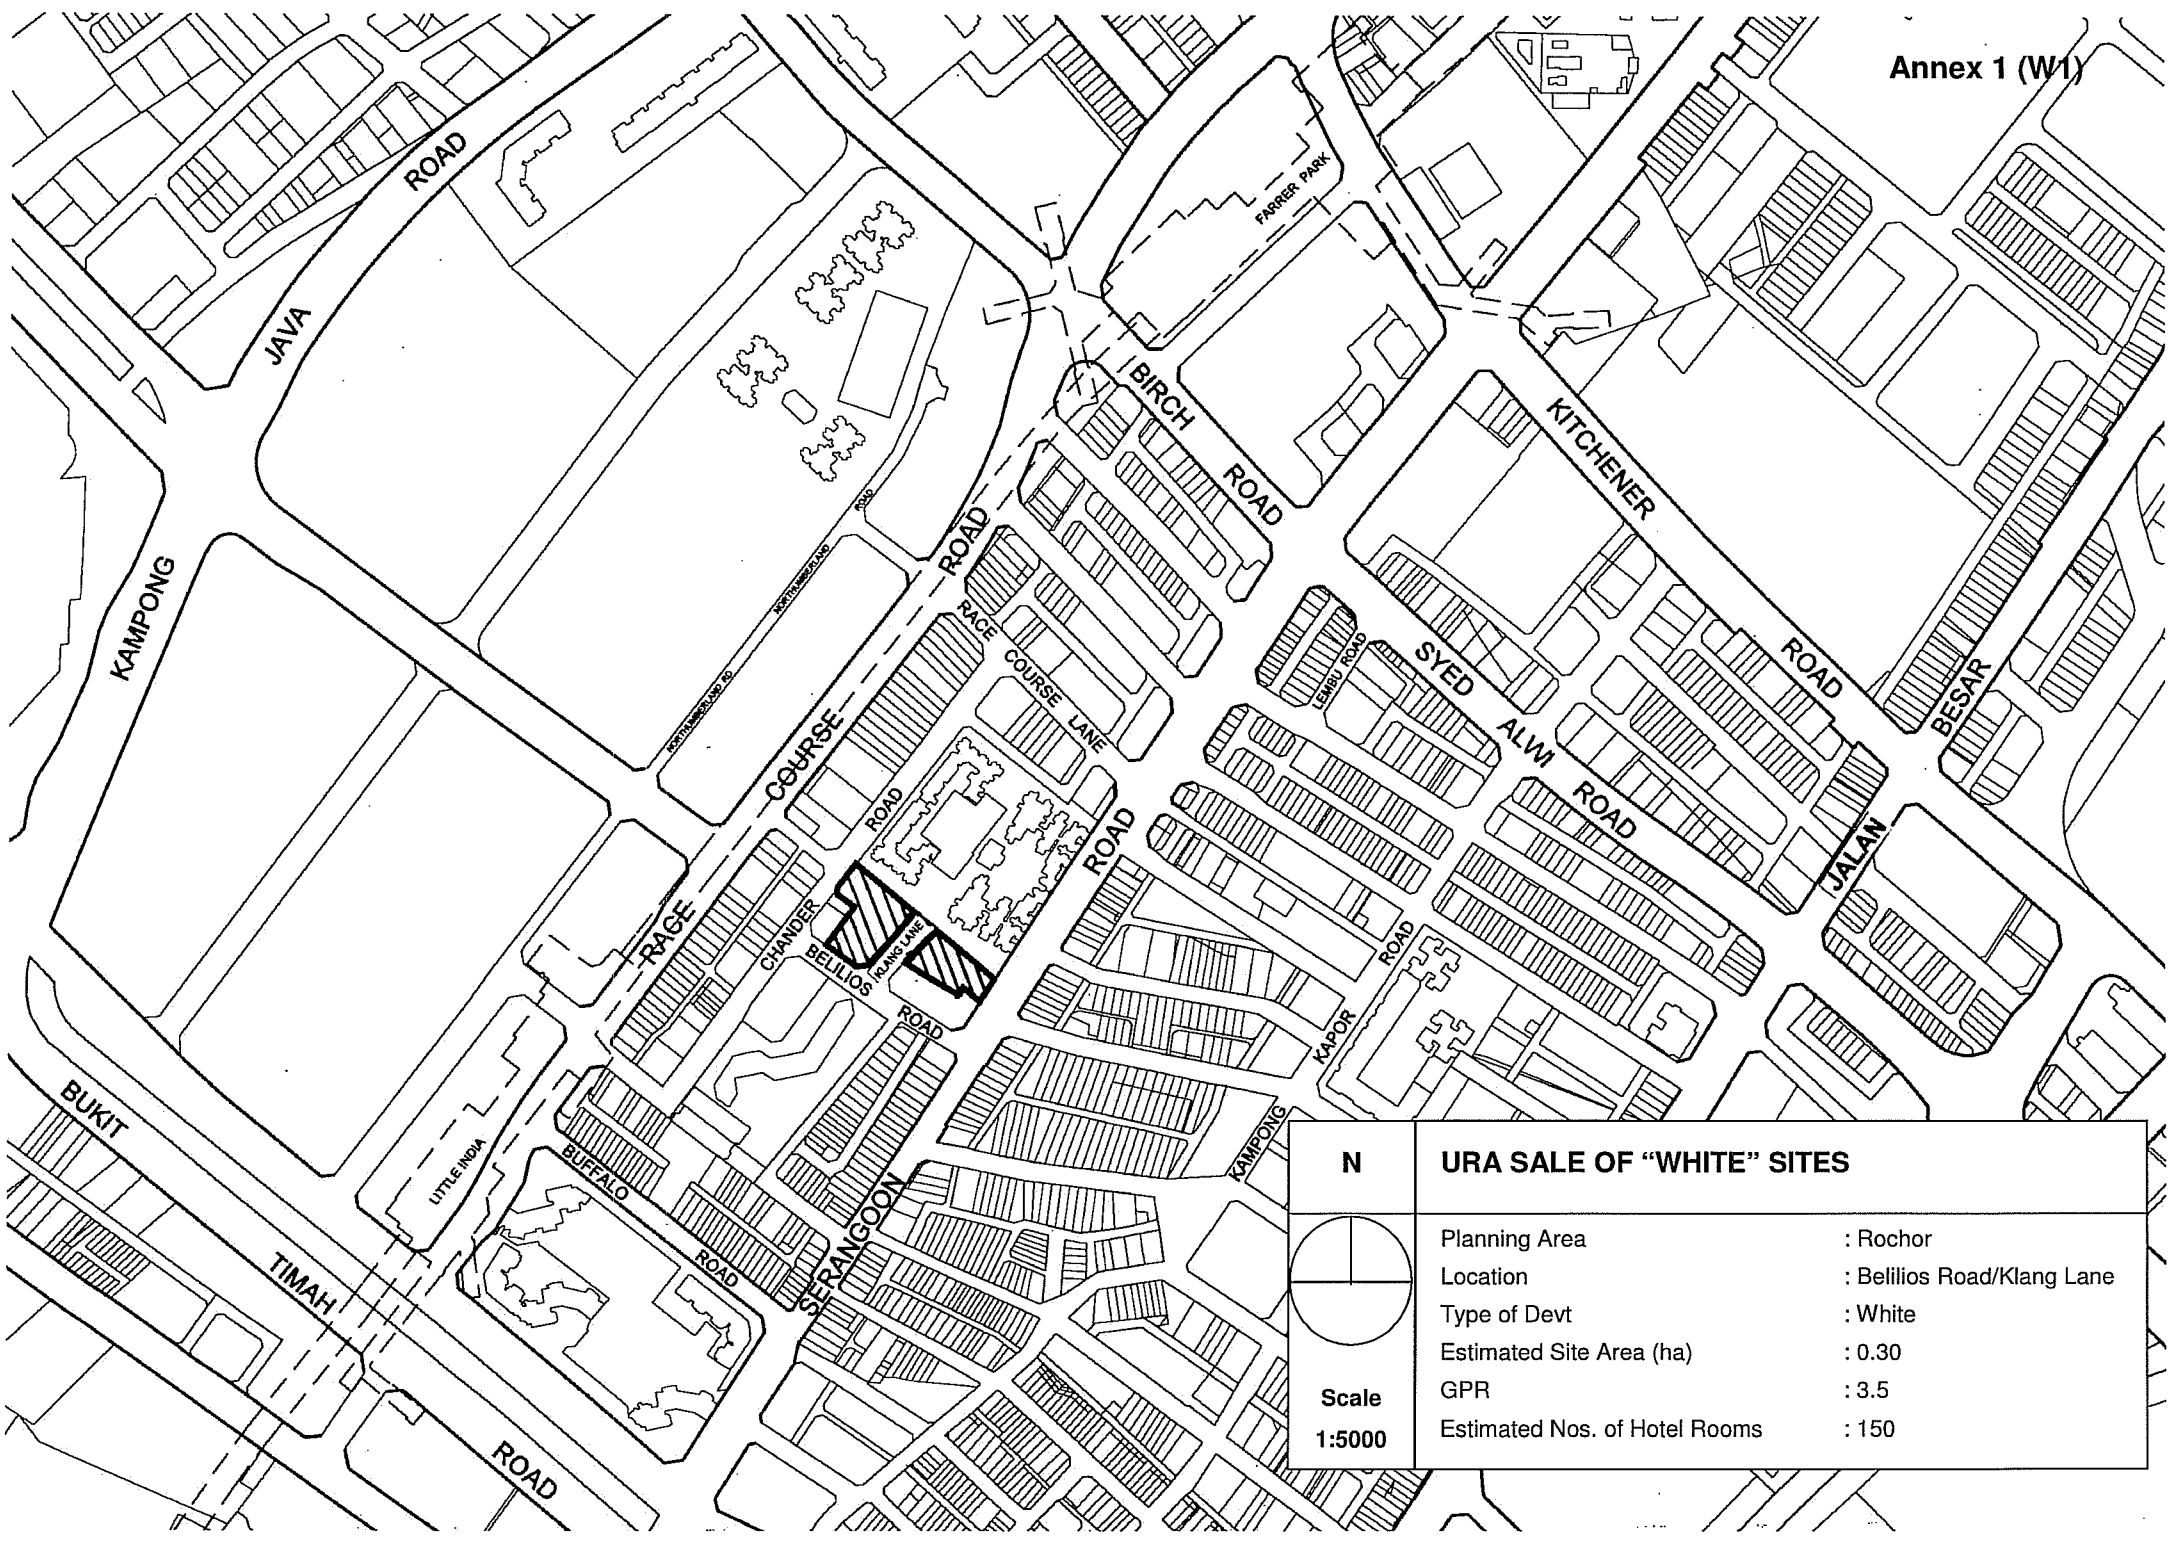 Annex 1 (W1)
ROAD
JAVA
KAMPONG
FARRER PARK
BIRCH
ROAD
KITCHENER
ROAD
ROAD
NORTHUMBERLAND
NORTHUMBERLAND RD
RACE
COURSE
ROAD
RACE
COURSE
LANE
LEMBU ROAD
SYED
ALWI
ROAD
BESAR
JALAN
ROAD
CHANDER
BELILIOS
ROAD
KLANG LANE
ROAD
SERANGOON
ROAD
KAPOR
KAMPONG
BUKIT
TIMAH
ROAD
LITTLE INDIA
BUFFALO
ROAD
N
URA SALE OF “WHITE” SITES
Planning Area : Rochor
Location : Belilios Road/Klang Lane
Type of Devt : White
Estimated Site Area (ha) : 0.30
GPR : 3.5
Estimated Nos. of Hotel Rooms : 150
Scale
1:5000